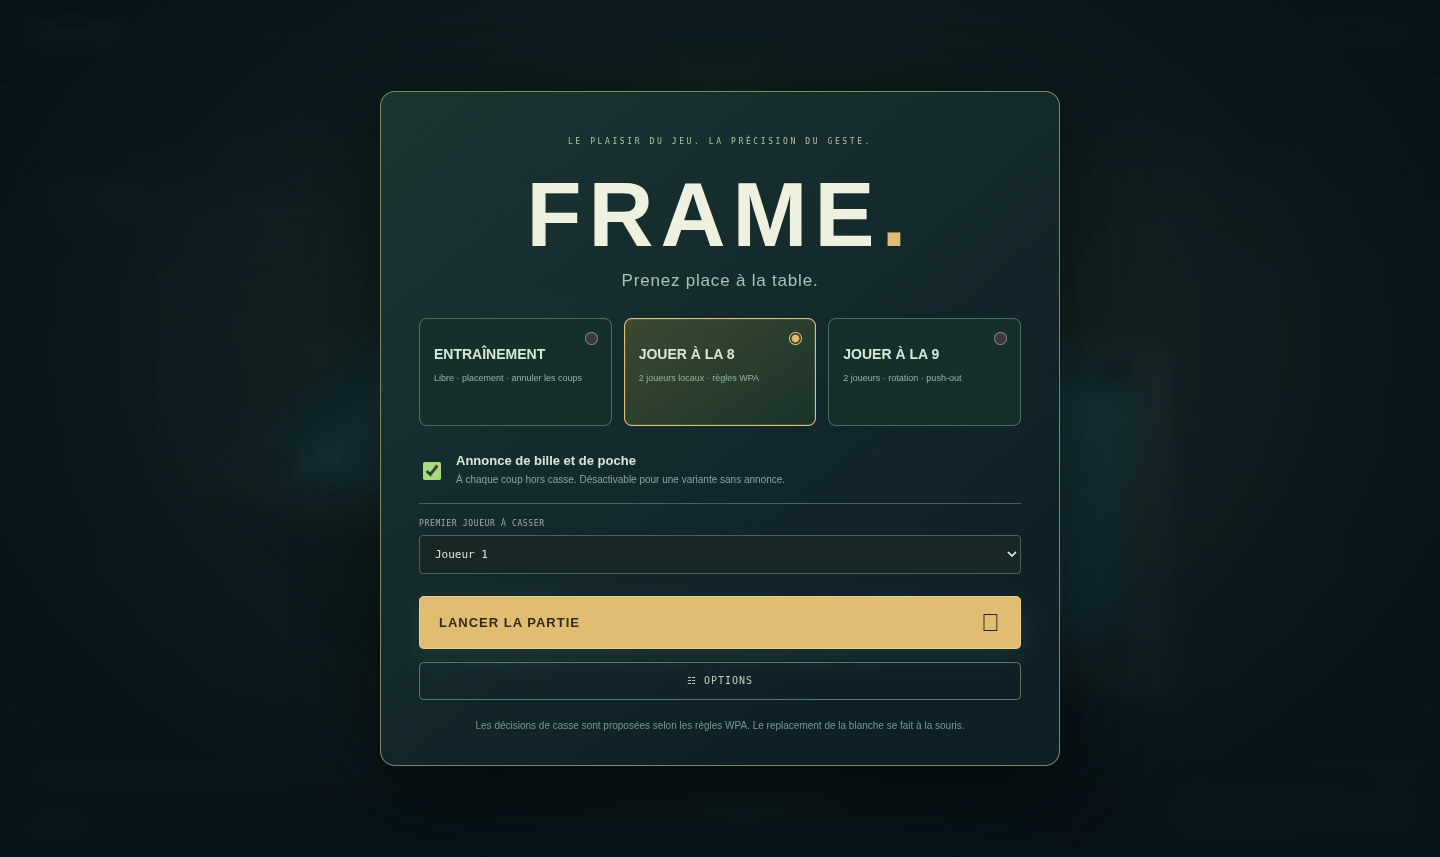 LE PLAISIR DU JEU. LA PRÉCISION DU GESTE.
FRAME.
Prenez place à la table.
ENTRAÎNEMENT
Libre · placement · annuler les coups
JOUER À LA 8
2 joueurs locaux · règles WPA
JOUER À LA 9
2 joueurs · rotation · push-out
Annonce de bille et de poche
À chaque coup hors casse. Désactivable pour une variante sans annonce.
PREMIER JOUEUR À CASSER
Joueur 1
LANCER LA PARTIE
☷ OPTIONS
Les décisions de casse sont proposées selon les règles WPA. Le replacement de la blanche se fait à la souris.